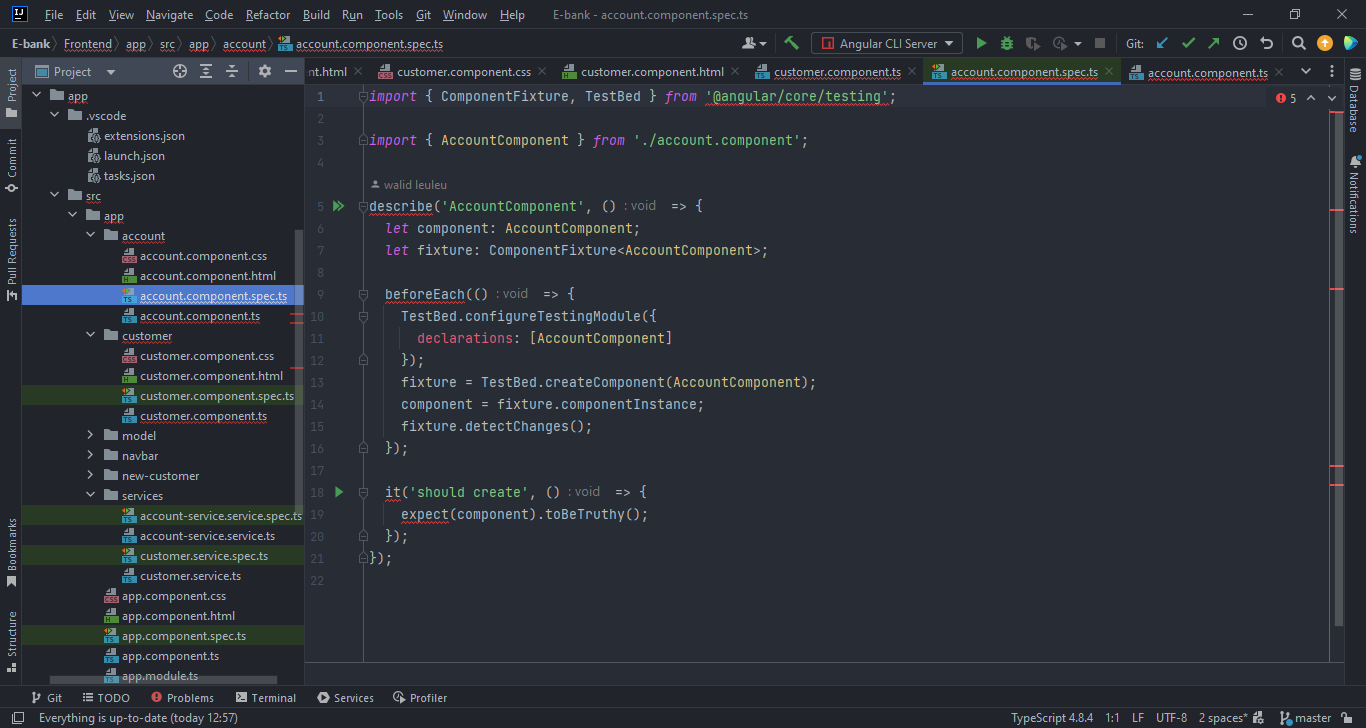 File Edit View Navigate Code Refactor Build Run Tools Git Window Help E-bank - account.component.spec.ts
E-bank Frontend app src app account account.component.spec.ts Angular CLI Server Git:
Project nt.html customer.component.css customer.component.html customer.component.ts account.component.spec.ts account.component.ts
Project
Commit
Pull Requests
Bookmarks
Structure
app
.vscode
extensions.json
launch.json
tasks.json
src
app
account
account.component.css
account.component.html
account.component.spec.ts
account.component.ts
customer
customer.component.css
customer.component.html
customer.component.spec.ts
customer.component.ts
model
navbar
new-customer
services
account-service.service.spec.ts
account-service.service.ts
customer.service.spec.ts
customer.service.ts
app.component.css
app.component.html
app.component.spec.ts
app.component.ts
app.module.ts
1 import { ComponentFixture, TestBed } from '@angular/core/testing'; 5
2
3 import { AccountComponent } from './account.component';
4
walid leuleu
5 describe('AccountComponent', () : void => {
6 let component: AccountComponent;
7 let fixture: ComponentFixture<AccountComponent>;
8
9 beforeEach(() : void => {
10 TestBed.configureTestingModule({
11 declarations: [AccountComponent]
12 });
13 fixture = TestBed.createComponent(AccountComponent);
14 component = fixture.componentInstance;
15 fixture.detectChanges();
16 });
17
18 it('should create', () : void => {
19 expect(component).toBeTruthy();
20 });
21 });
22
Database
Notifications
Git TODO Problems Terminal Services Profiler
Everything is up-to-date (today 12:57) TypeScript 4.8.4 1:1 LF UTF-8 2 spaces* master